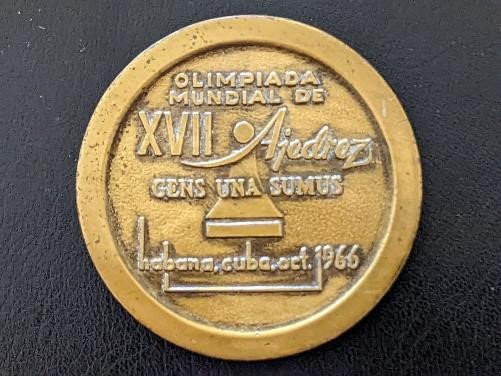 OLIMPIADA
MUNDIAL DE
XVII Ajedrez
GENS UNA SUMUS
habana, cuba, oct. 1966